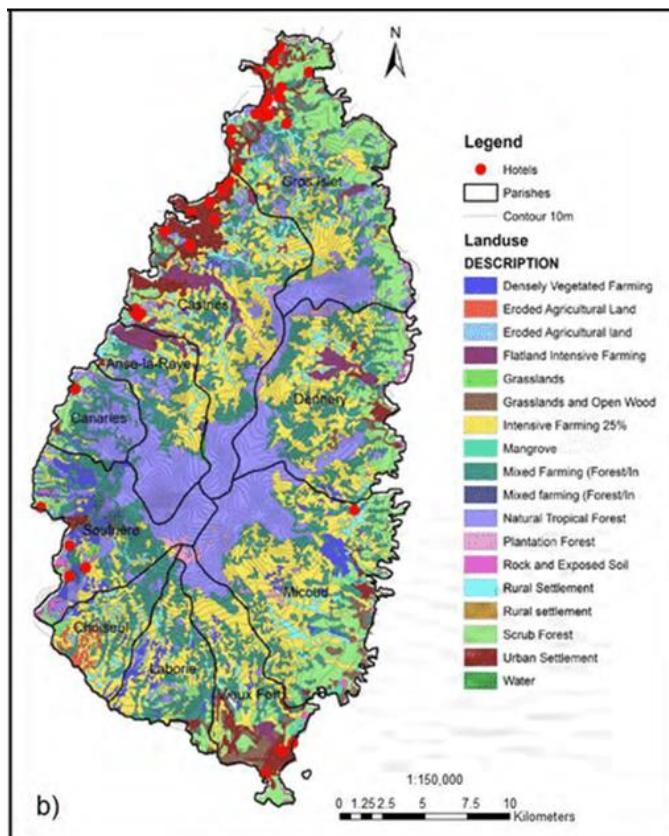 N
Legend
Hotels
Parishes
Contour 10m
Landuse
DESCRIPTION
Densely Vegetated Farming
Eroded Agricultural Land
Eroded Agricultural land
Flatland Intensive Farming
Grasslands
Grasslands and Open Wood
Intensive Farming 25%
Mangrove
Mixed Farming (Forest/In
Mixed farming (Forest/In
Natural Tropical Forest
Plantation Forest
Rock and Exposed Soil
Rural Settlement
Rural settlement
Scrub Forest
Urban Settlement
Water
Gros Islet
Castries
Anse-la-Raye
Dennery
Canaries
Soufriere
Micoud
Choiseul
Laborie
Vieux Fort
b)
1:150,000
0 1.25 2.5 5 7.5 10
Kilometers